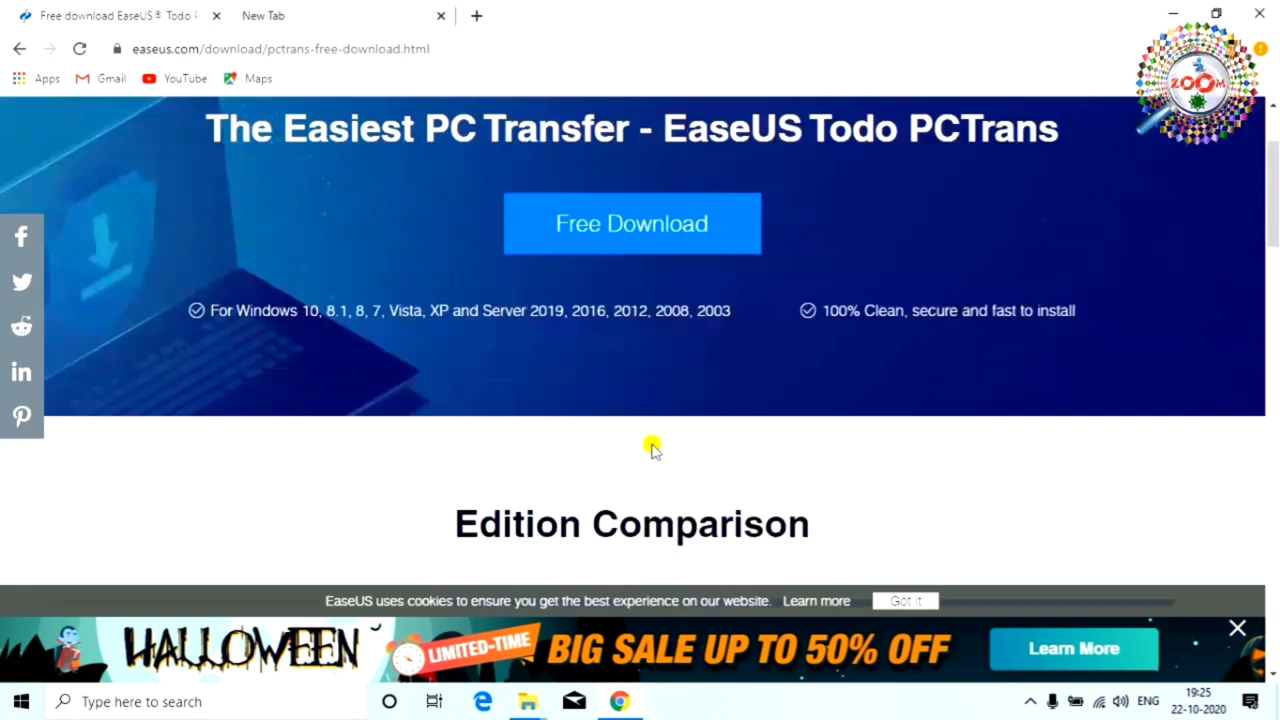 Free download EaseUS® Todo P
New Tab
easeus.com/download/pctrans-free-download.html
Apps
Gmail
YouTube
Maps
ZOOM
The Easiest PC Transfer - EaseUS Todo PCTrans
Free Download
For Windows 10, 8.1, 8, 7, Vista, XP and Server 2019, 2016, 2012, 2008, 2003
100% Clean, secure and fast to install
Edition Comparison
EaseUS uses cookies to ensure you get the best experience on our website. Learn more
Got it
HALLOWEEN
LIMITED-TIME
BIG SALE UP TO 50% OFF
Learn More
Type here to search
ENG
19:25
22-10-2020